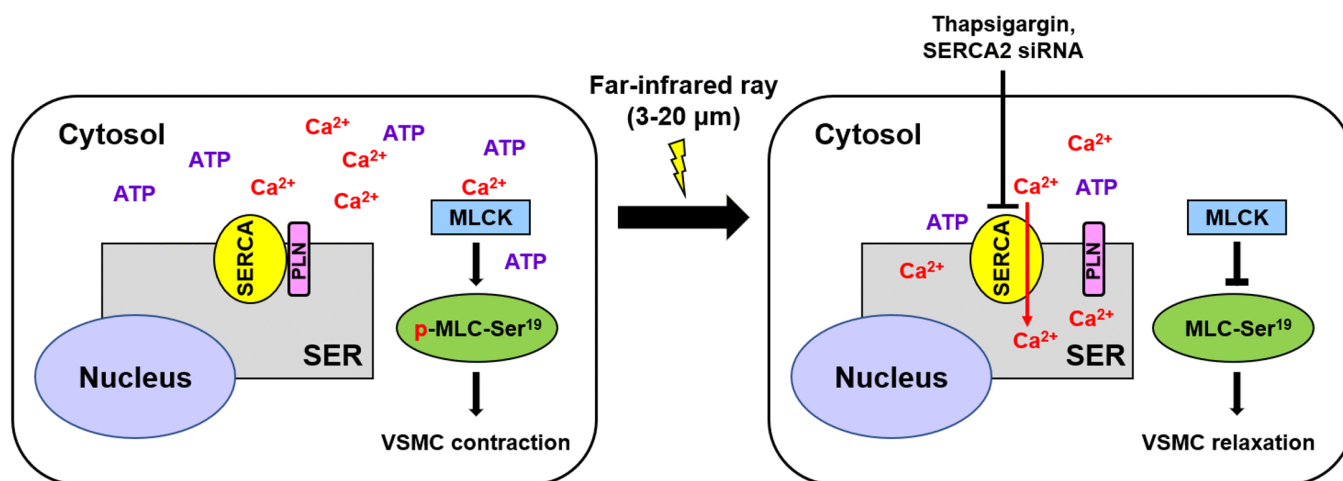 Thapsigargin,
SERCA2 siRNA
Far-infrared ray
(3-20 µm)
Cytosol
Ca²⁺
ATP
ATP
ATP
Ca²⁺
ATP
Ca²⁺
Ca²⁺
Ca²⁺
MLCK
SERCA
PLN
ATP
p-MLC-Ser¹⁹
SER
Nucleus
VSMC contraction
Cytosol
Ca²⁺
Ca²⁺
ATP
ATP
MLCK
SERCA
PLN
Ca²⁺
Ca²⁺
Ca²⁺
SER
MLC-Ser¹⁹
Nucleus
VSMC relaxation